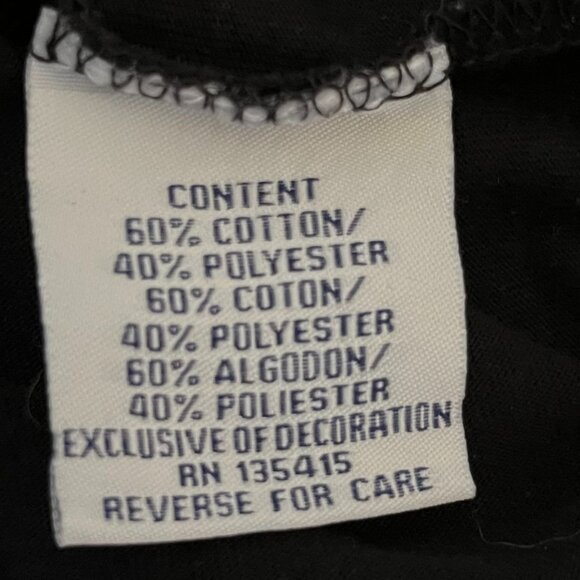 CONTENT
60% COTTON/
40% POLYESTER
60% COTON/
40% POLYESTER
60% ALGODON/
40% POLIESTER
EXCLUSIVE OF DECORATION
RN 135415
REVERSE FOR CARE